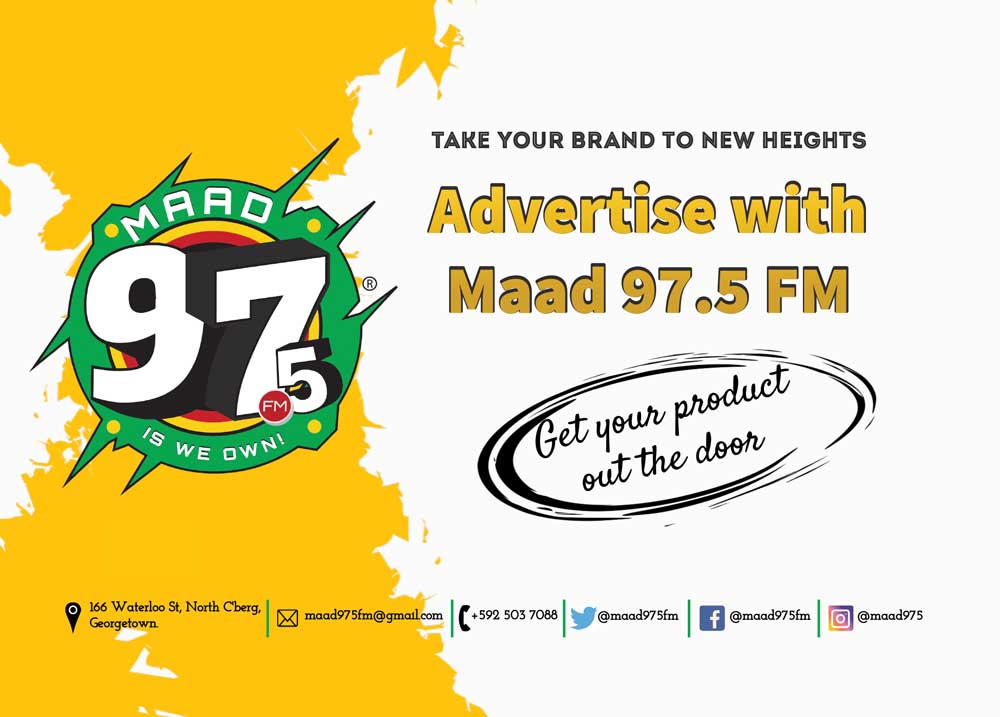 MAAD
97.5
FM
IS WE OWN!
®
TAKE YOUR BRAND TO NEW HEIGHTS
Advertise with
Maad 97.5 FM
Get your product
out the door
166 Waterloo St, North C'berg,
Georgetown.
maad975fm@gmail.com
+592 503 7088
@maad975fm
@maad975fm
@maad975